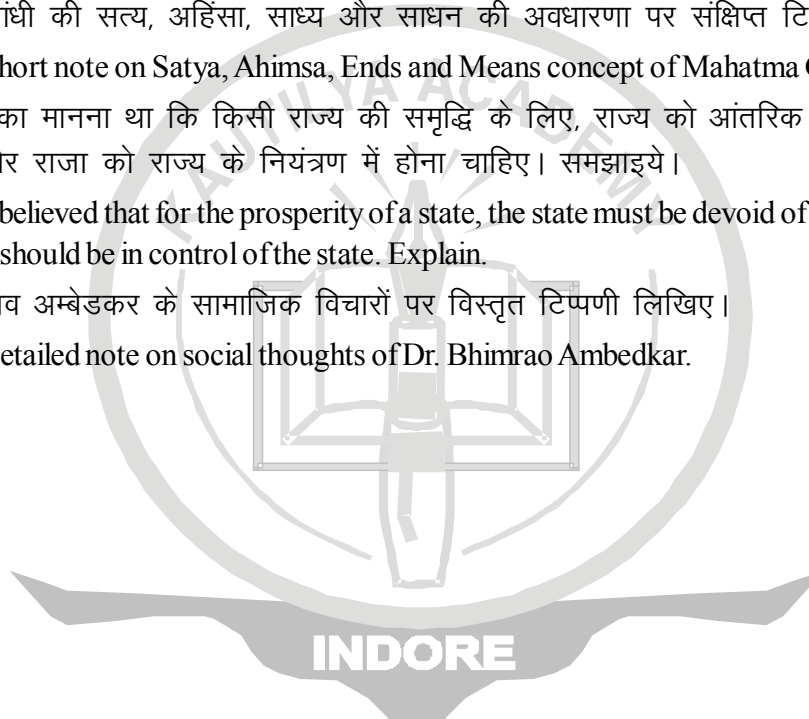 ांधी की सत्य, अहिंसा, साध्य और साधन की अवधारणा पर संक्षिप्त टि
hort note on Satya, Ahimsa, Ends and Means concept of Mahatma
का मानना था कि किसी राज्य की समृद्धि के लिए, राज्य को आंतरिक
र राजा को राज्य के नियंत्रण में होना चाहिए। समझाइये।
believed that for the prosperity of a state, the state must be devoid of
should be in control of the state. Explain.
व अम्बेडकर के सामाजिक विचारों पर विस्तृत टिप्पणी लिखिए।
etailed note on social thoughts of Dr. Bhimrao Ambedkar.
KAUTILYA ACADEMY
INDORE